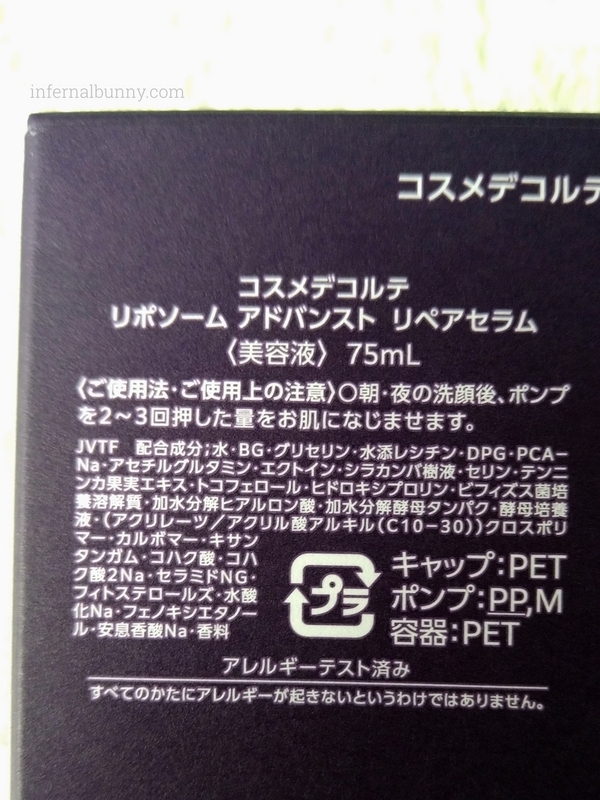 infernalbunny.com
コスメデコルテ
コスメデコルテ
リポソーム アドバンスト リペアセラム
〈美容液〉 75mL
〈ご使用法・ご使用上の注意〉○朝・夜の洗顔後、ポンプ
を2〜3回押した量をお肌になじませます。
JVTF 配合成分;水・BG・グリセリン・水添レシチン・DPG・PCA−
Na・アセチルグルタミン・エクトイン・シラカンバ樹液・セリン・テンニ
ンカ果実エキス・トコフェロール・ヒドロキシプロリン・ビフィズス菌培
養溶解質・加水分解ヒアルロン酸・加水分解酵母タンパク・酵母培養
液・(アクリレーツ/アクリル酸アルキル(C10−30))クロスポリ
マー・カルボマー・キサン
タンガム・コハク酸・コハ
ク酸2Na・セラミドNG・
フィトステロールズ・水酸
化Na・フェノキシエタノー
ル・安息香酸Na・香料
プラ
キャップ:PET
ポンプ:PP,M
容器:PET
アレルギーテスト済み
すべてのかたにアレルギーが起きないというわけではありません。